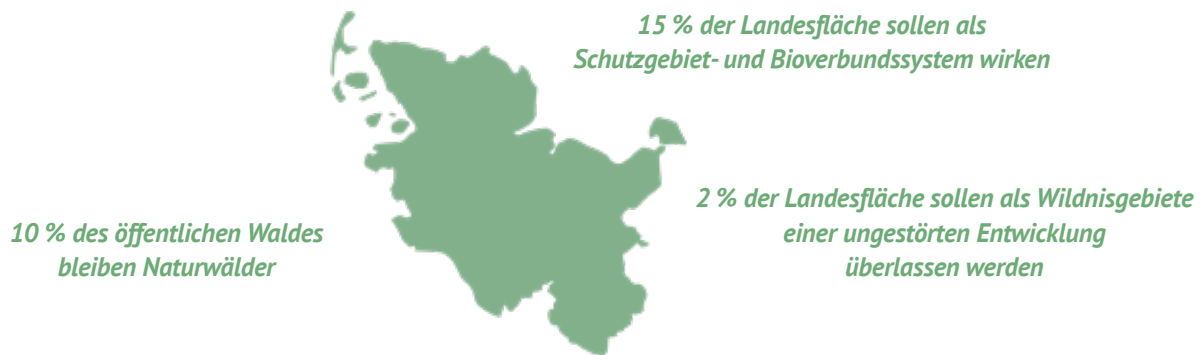 15 % der Landesfläche sollen als
Schutzgebiet- und Bioverbundssystem wirken
2 % der Landesfläche sollen als Wildnisgebiete
einer ungestörten Entwicklung
überlassen werden
10 % des öffentlichen Waldes
bleiben Naturwälder